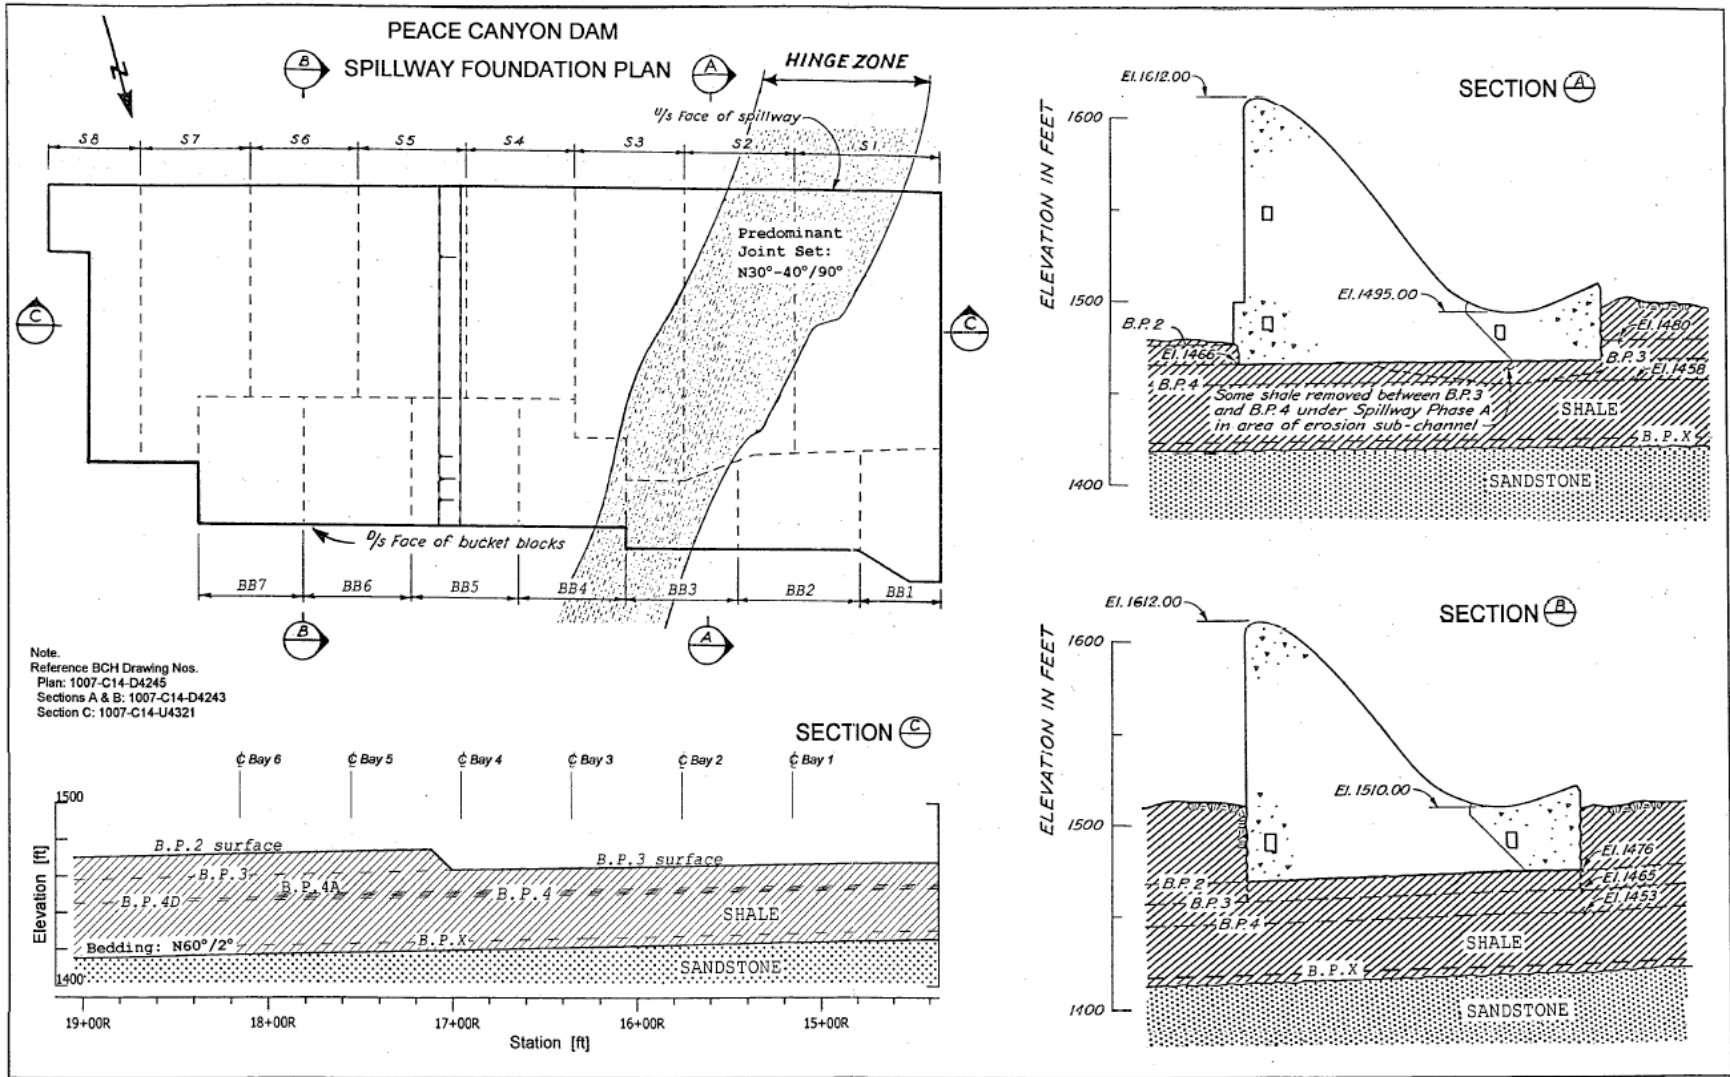 PEACE CANYON DAM
SPILLWAY FOUNDATION PLAN
B
A
HINGE ZONE
U/s Face of spillway
S8
S7
S6
S5
S4
S3
S2
S1
Predominant
Joint Set:
N30°-40°/90°
C
C
D/s Face of bucket blocks
BB7
BB6
BB5
BB4
BB3
BB2
BB1
B
A
Note.
Reference BCH Drawing Nos.
Plan: 1007-C14-D4245
Sections A & B: 1007-C14-D4243
Section C: 1007-C14-U4321
SECTION A
ELEVATION IN FEET
1600
1500
1400
El.1612.00
El.1495.00
B.P.2
El.1466
B.P.4
El.1480
B.P.3
El.1458
Some shale removed between B.P.3
and B.P.4 under Spillway Phase A
in area of erosion sub-channel
SHALE
B.P.X
SANDSTONE
SECTION B
ELEVATION IN FEET
1600
1500
1400
El.1612.00
El.1510.00
El.1476
El.1465
El.1453
B.P.2
B.P.3
B.P.4
SHALE
B.P.X
SANDSTONE
SECTION C
℄ Bay 6
℄ Bay 5
℄ Bay 4
℄ Bay 3
℄ Bay 2
℄ Bay 1
Elevation [ft]
1500
1400
B.P.2 surface
B.P.3 surface
B.P.3
B.P.4A
B.P.4
B.P.4D
SHALE
Bedding: N60°/2°
B.P.X
SANDSTONE
19+00R
18+00R
17+00R
16+00R
15+00R
Station [ft]